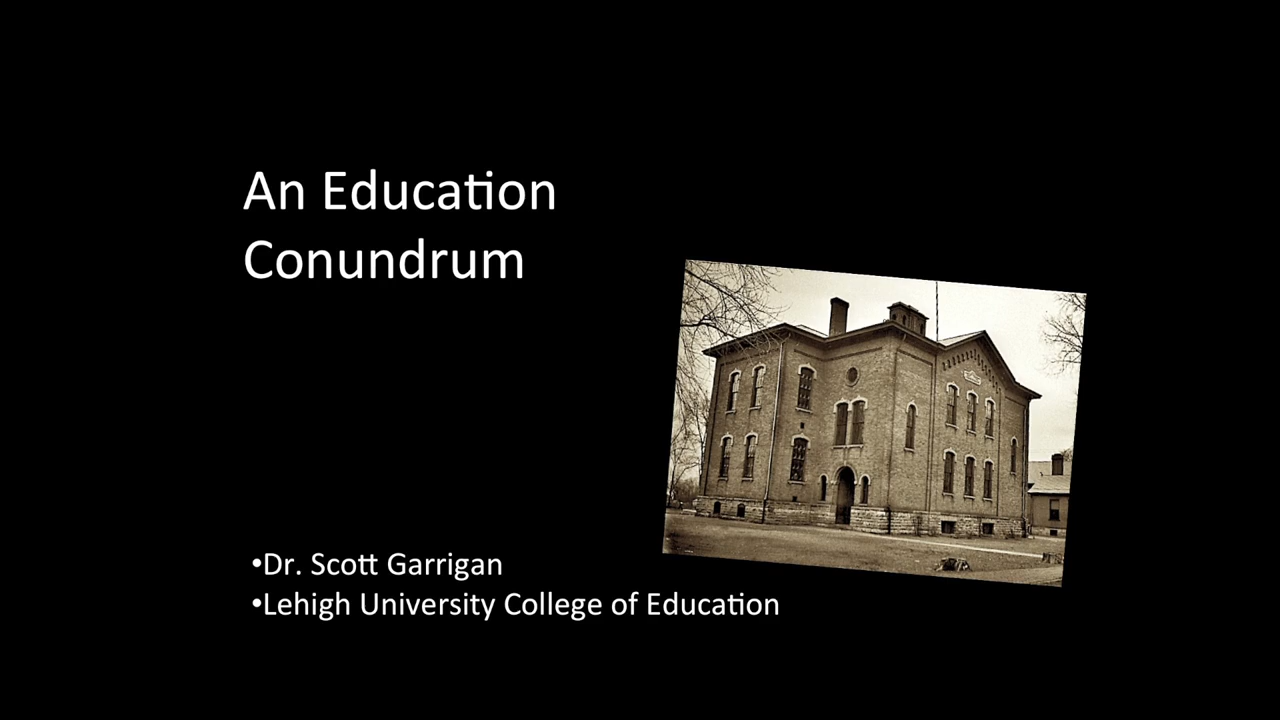 An Education
Conundrum
•Dr. Scott Garrigan
•Lehigh University College of Education